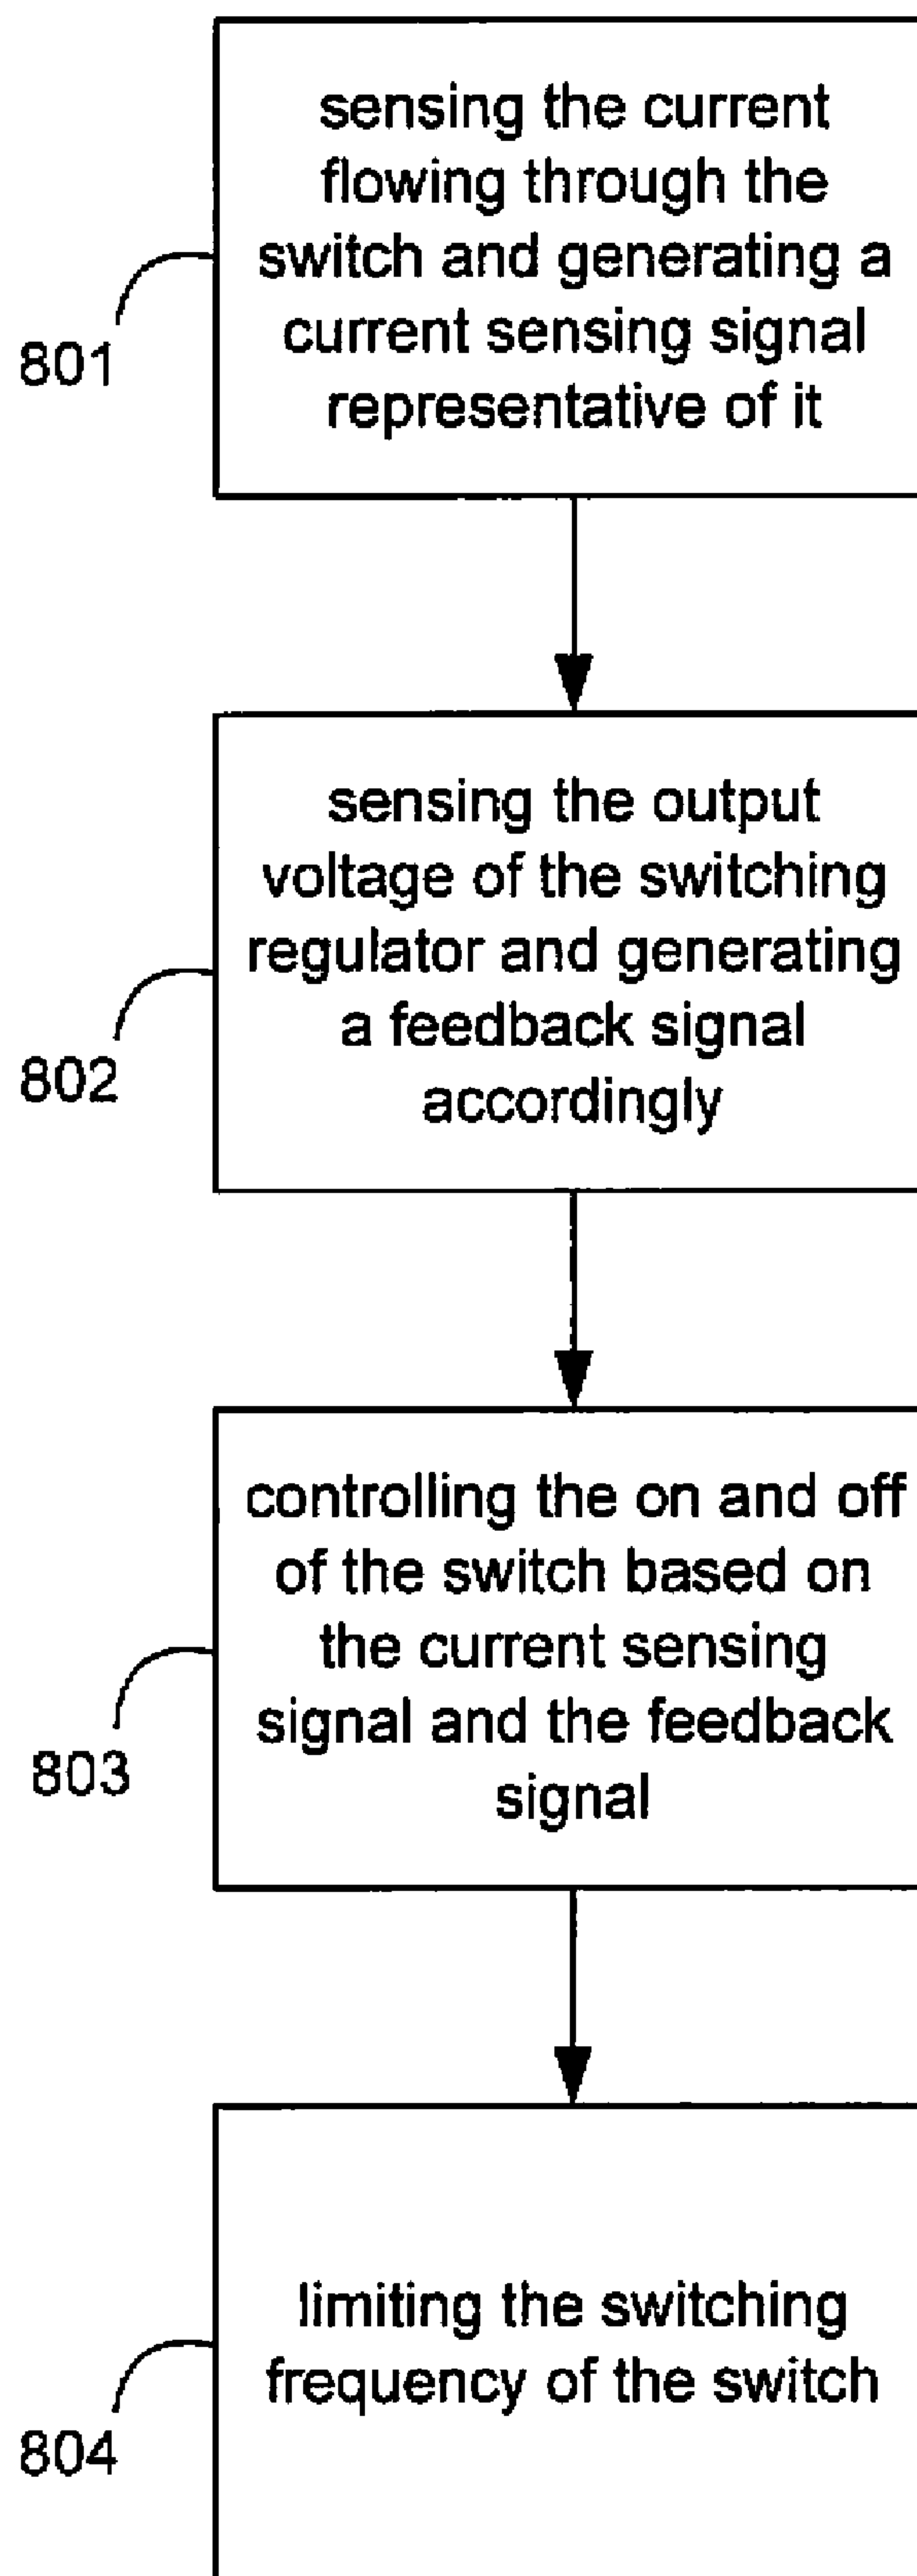 sensing the current
flowing through the
switch and generating a
current sensing signal
representative of it
801
sensing the output
voltage of the switching
regulator and generating
a feedback signal
accordingly
802
controlling the on and off
of the switch based on
the current sensing
signal and the feedback
signal
803
limiting the switching
frequency of the switch
804